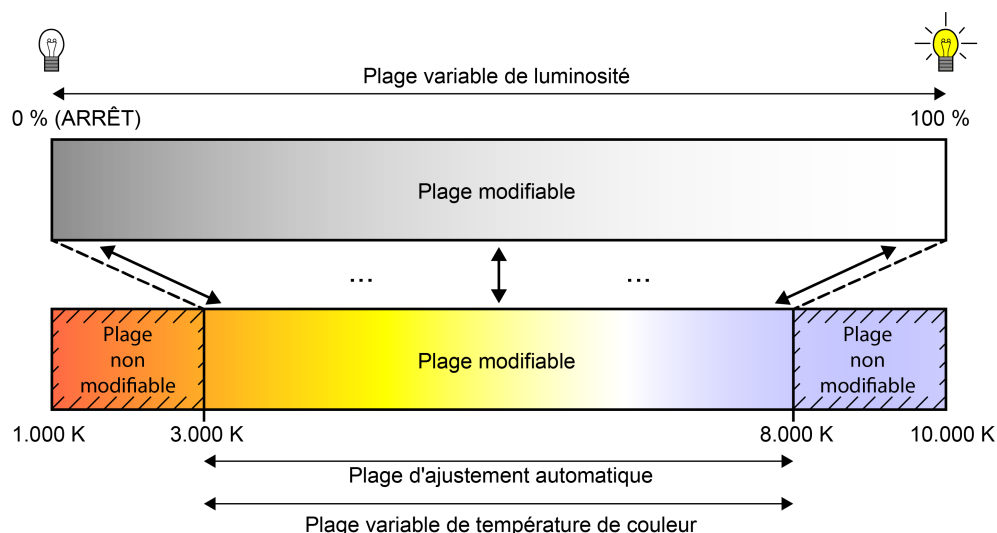 Plage variable de luminosité
0 % (ARRÊT)
100 %
Plage modifiable
...
...
Plage
non
modifiable
Plage modifiable
Plage
non
modifiable
1.000 K
3.000 K
8.000 K
10.000 K
Plage d'ajustement automatique
Plage variable de température de couleur